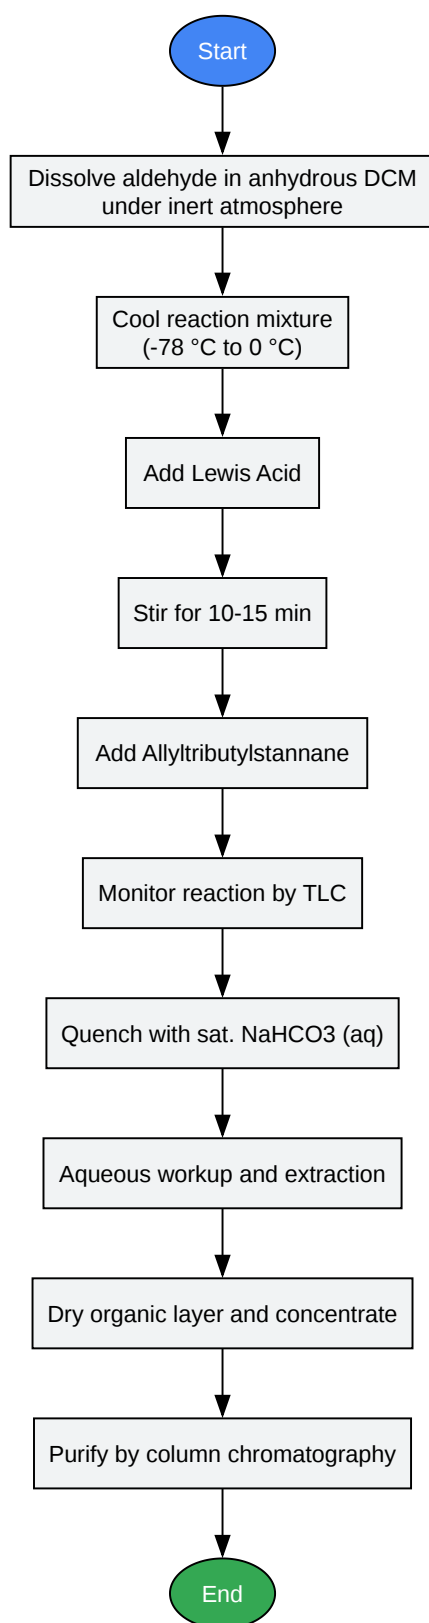 Start
Dissolve aldehyde in anhydrous DCM
under inert atmosphere
Cool reaction mixture
(-78 °C to 0 °C)
Add Lewis Acid
Stir for 10-15 min
Add Allyltributylstannane
Monitor reaction by TLC
Quench with sat. NaHCO3 (aq)
Aqueous workup and extraction
Dry organic layer and concentrate
Purify by column chromatography
End